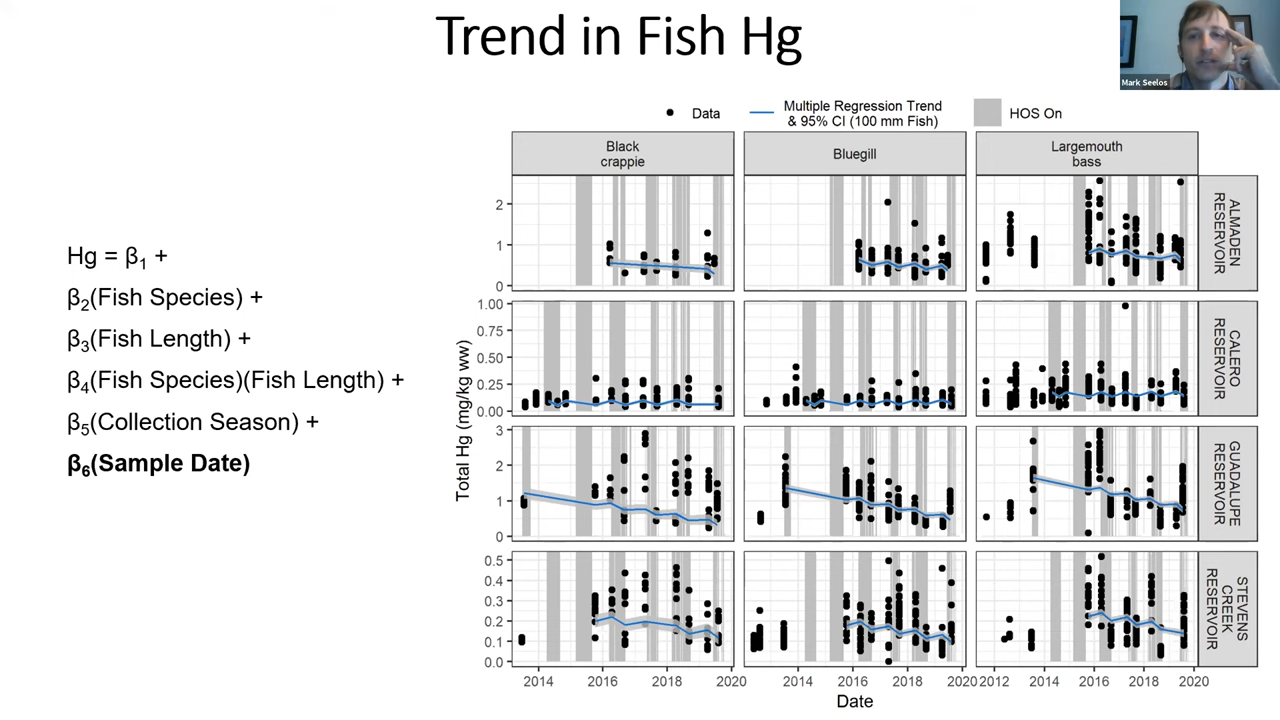 Trend in Fish Hg
Mark Seelos
Data
Multiple Regression Trend
& 95% CI (100 mm Fish)
HOS On
Hg = β1 +
β2(Fish Species) +
β3(Fish Length) +
β4(Fish Species)(Fish Length) +
β5(Collection Season) +
β6(Sample Date)
Black
crappie
Bluegill
Largemouth
bass
Total Hg (mg/kg ww)
2
1
0
ALMADEN
RESERVOIR
1.00
0.75
0.50
0.25
0.00
CALERO
RESERVOIR
3
2
1
0
GUADALUPE
RESERVOIR
0.5
0.4
0.3
0.2
0.1
0.0
STEVENS
CREEK
RESERVOIR
2014 2016 2018 2020
2014 2016 2018 2020
2012 2014 2016 2018 2020
Date